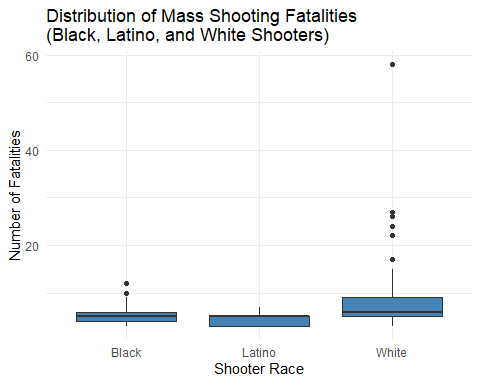 Distribution of Mass Shooting Fatalities
(Black, Latino, and White Shooters)
60
40
20
Number of Fatalities
Black
Latino
White
Shooter Race